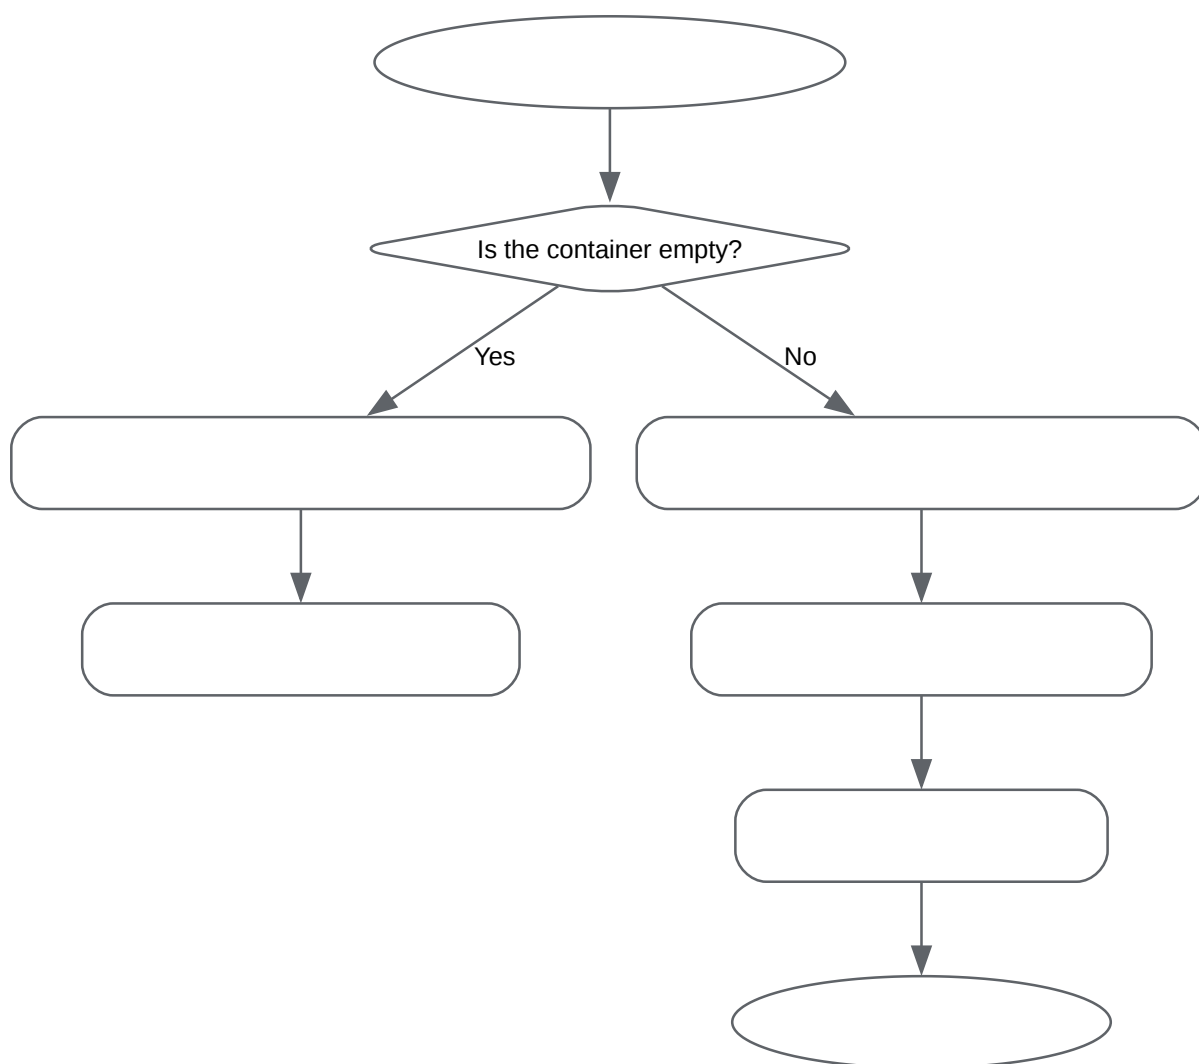 Is the container empty?
Yes
No